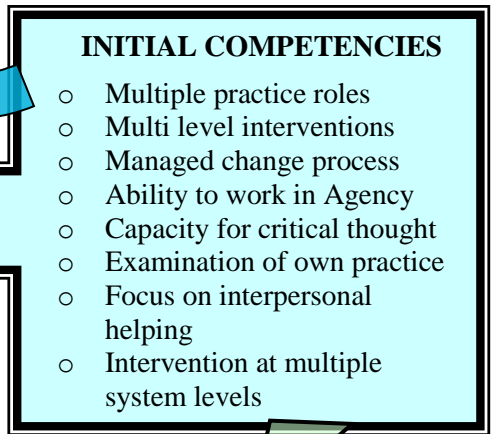 INITIAL COMPETENCIES
o Multiple practice roles
o Multi level interventions
o Managed change process
o Ability to work in Agency
o Capacity for critical thought
o Examination of own practice
o Focus on interpersonal
helping
o Intervention at multiple
system levels